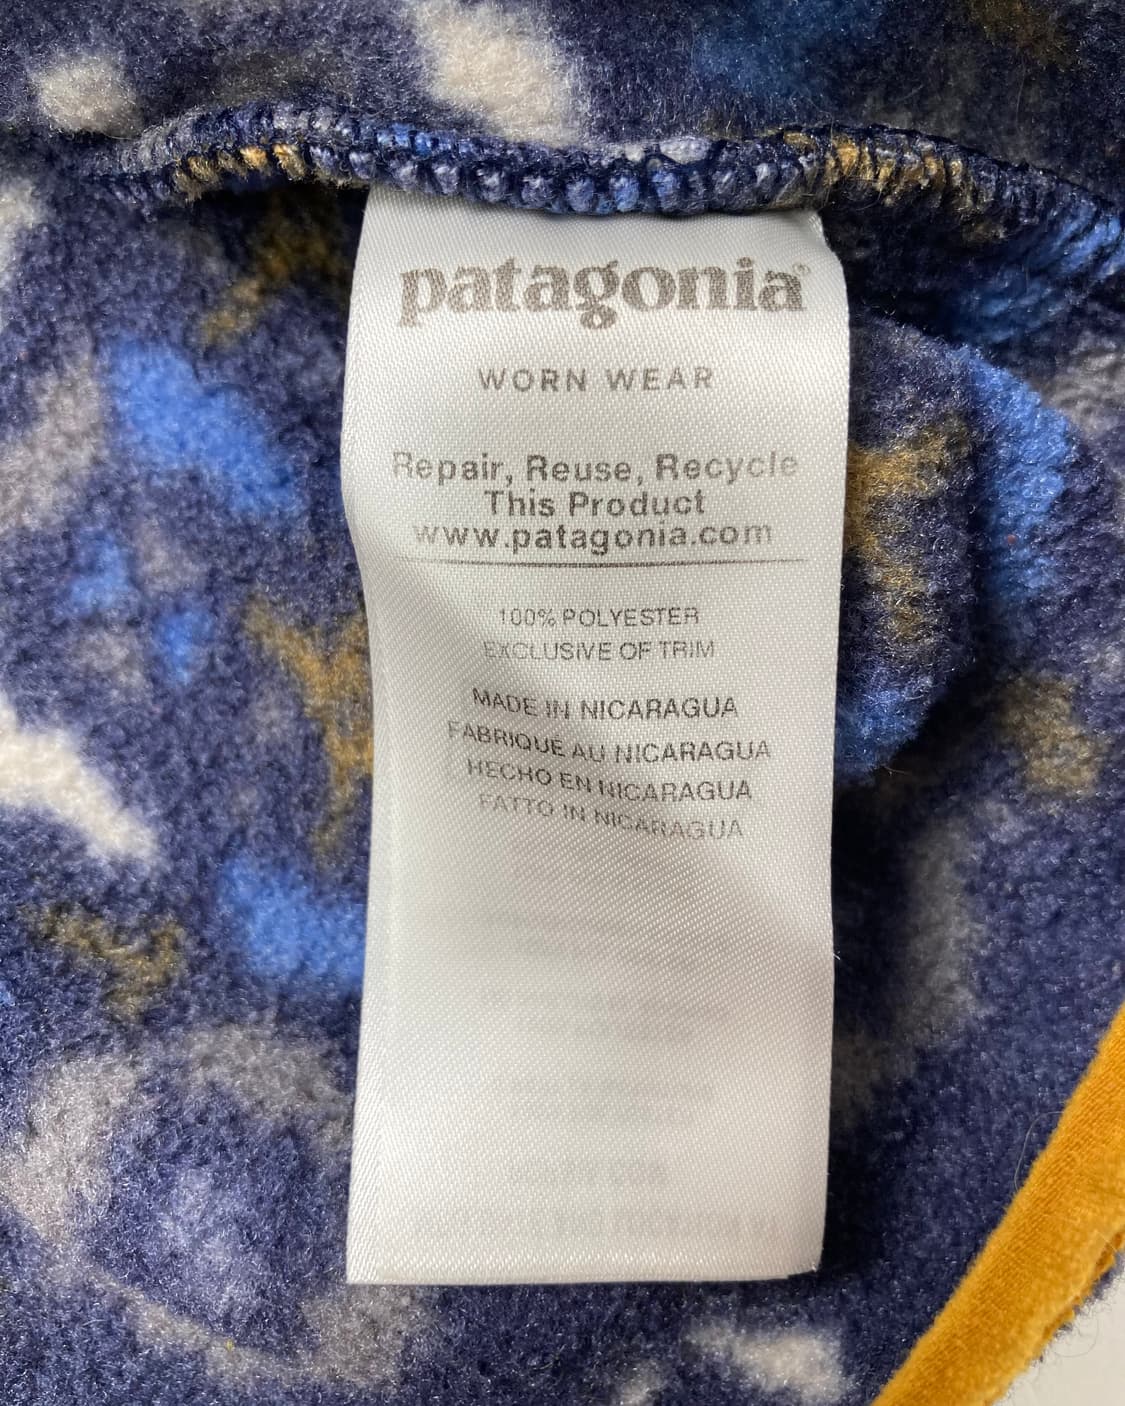 patagonia®
WORN WEAR
Repair, Reuse, Recycle
This Product
www.patagonia.com
100% POLYESTER
EXCLUSIVE OF TRIM
MADE IN NICARAGUA
FABRIQUÉ AU NICARAGUA
HECHO EN NICARAGUA
FATTO IN NICARAGUA